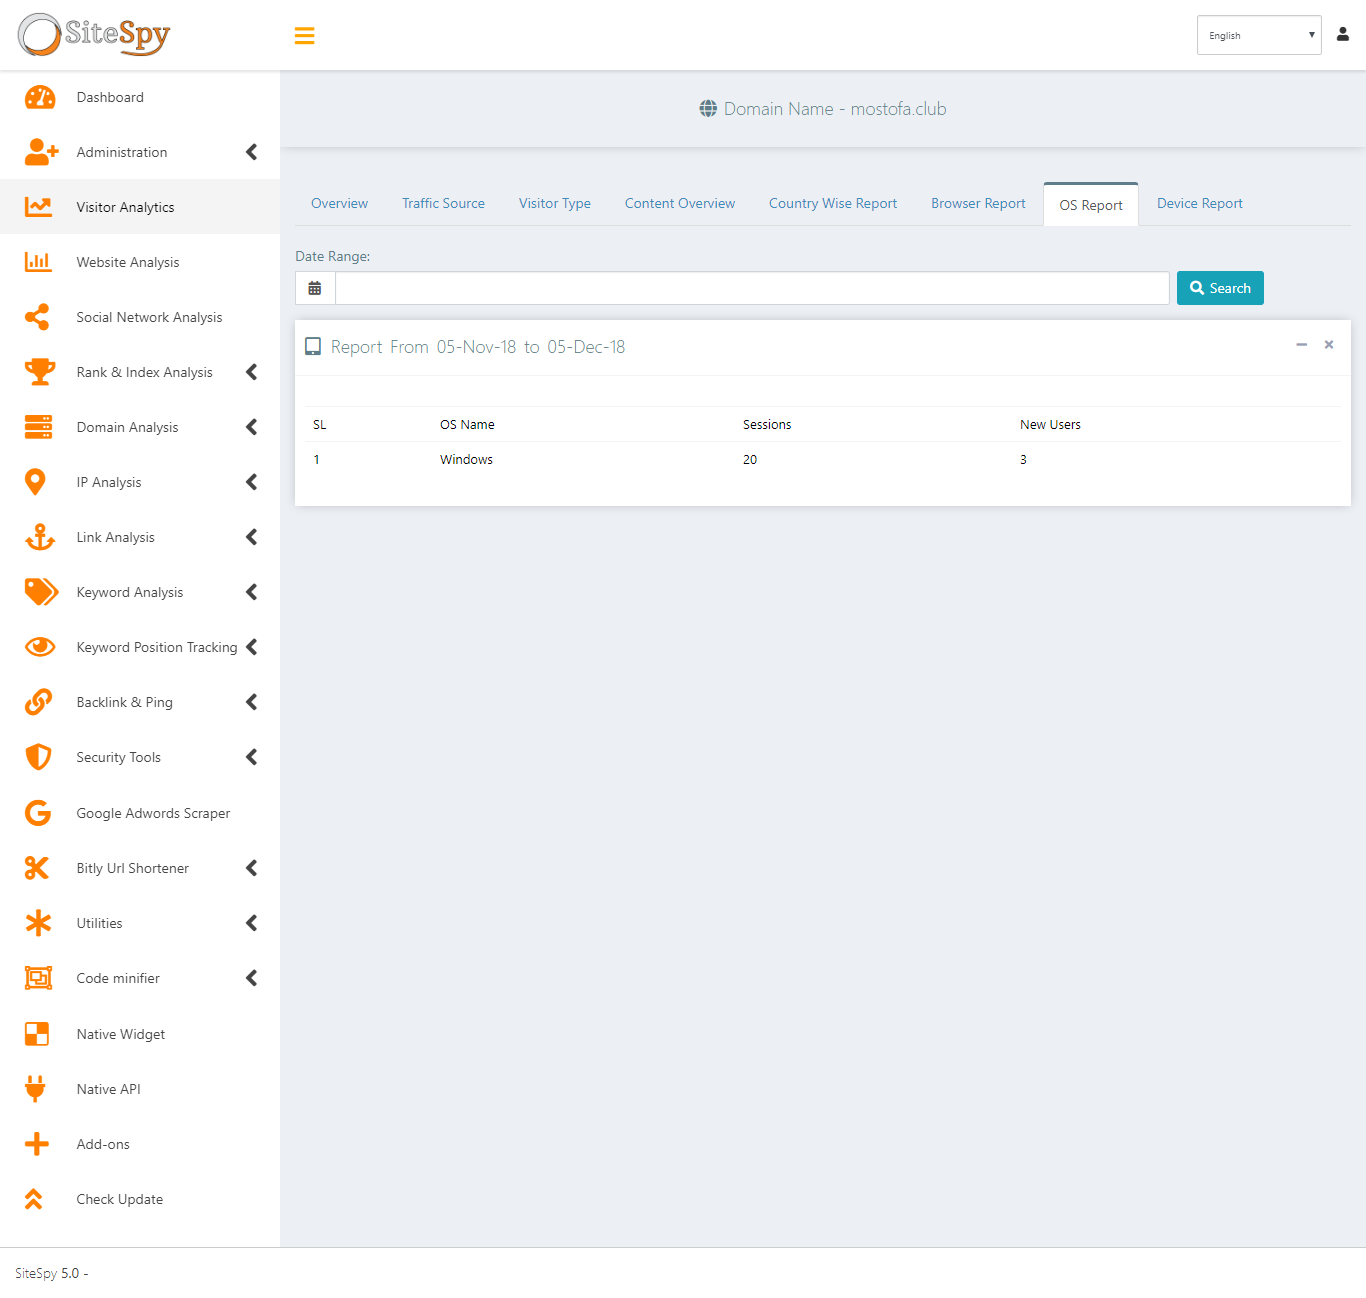 SiteSpy
English
Dashboard
Administration
Visitor Analytics
Website Analysis
Social Network Analysis
Rank & Index Analysis
Domain Analysis
IP Analysis
Link Analysis
Keyword Analysis
Keyword Position Tracking
Backlink & Ping
Security Tools
Google Adwords Scraper
Bitly Url Shortener
Utilities
Code minifier
Native Widget
Native API
Add-ons
Check Update
Domain Name - mostofa.club
Overview Traffic Source Visitor Type Content Overview Country Wise Report Browser Report OS Report Device Report
Date Range:
Search
Report From 05-Nov-18 to 05-Dec-18
SL OS Name Sessions New Users
1 Windows 20 3
SiteSpy 5.0 -